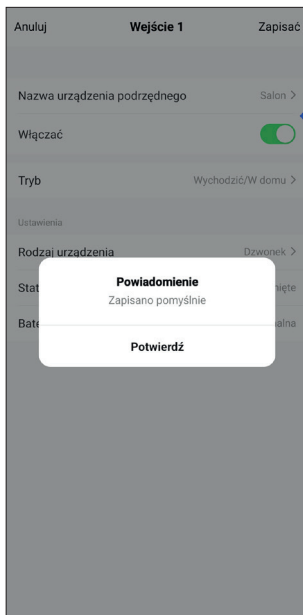 Anuluj Wejście 1 Zapisać
Nazwa urządzenia podrzędnego Salon >
Włączać
Tryb Wychodzić/W domu >
Ustawienia
Rodzaj urządzenia Dzwonek >
Powiadomienie
Zapisano pomyślnie
Potwierdź